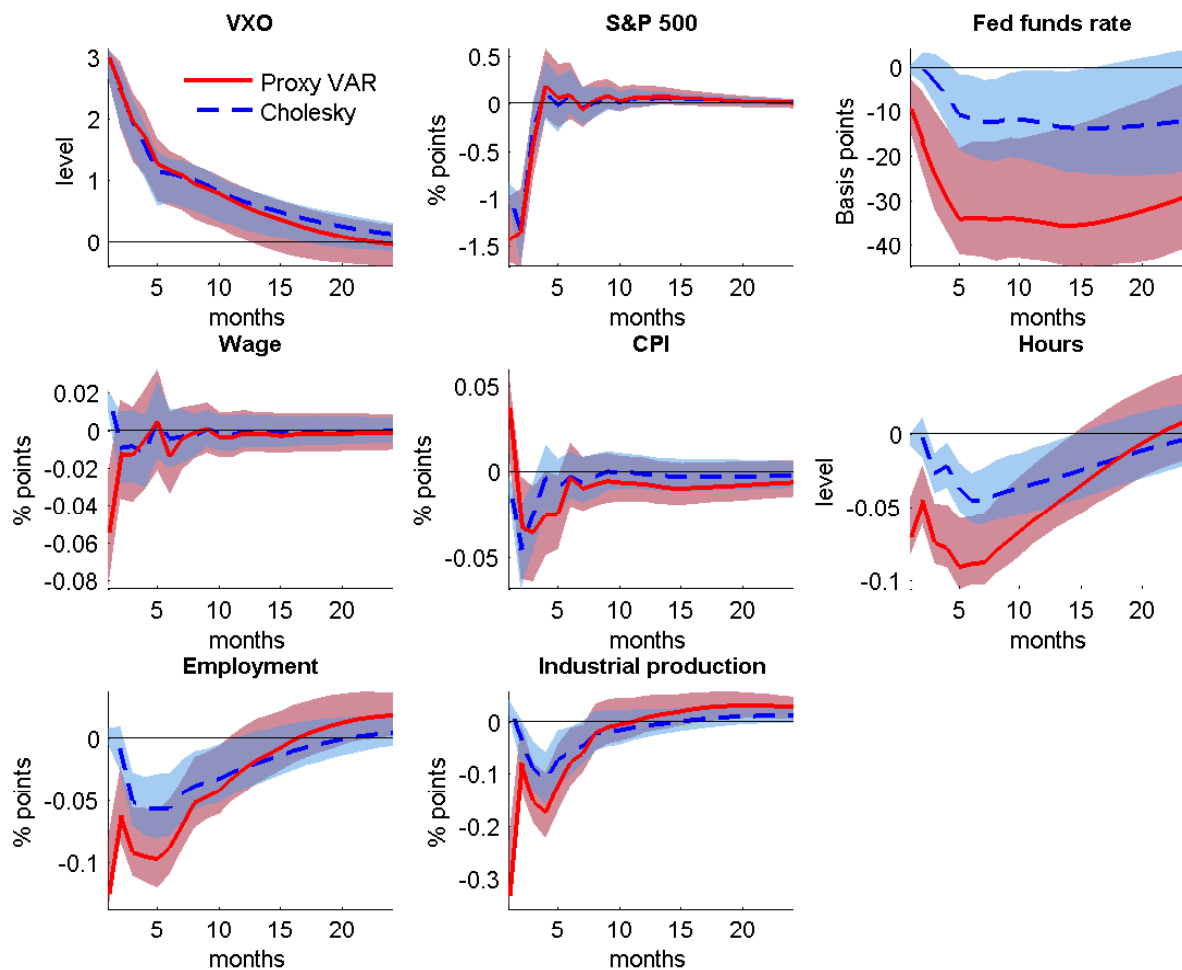 VXO
S&P 500
Fed funds rate
3
2
1
0
level
Proxy VAR
Cholesky
5 10 15 20
months
0.5
0
-0.5
-1
-1.5
% points
5 10 15 20
months
0
-10
-20
-30
-40
Basis points
5 10 15 20
months
Wage
CPI
Hours
0.02
0
-0.02
-0.04
-0.06
-0.08
% points
5 10 15 20
months
0.05
0
-0.05
% points
5 10 15 20
months
0
-0.05
-0.1
level
5 10 15 20
months
Employment
Industrial production
0
-0.05
-0.1
% points
5 10 15 20
months
0
-0.1
-0.2
-0.3
% points
5 10 15 20
months